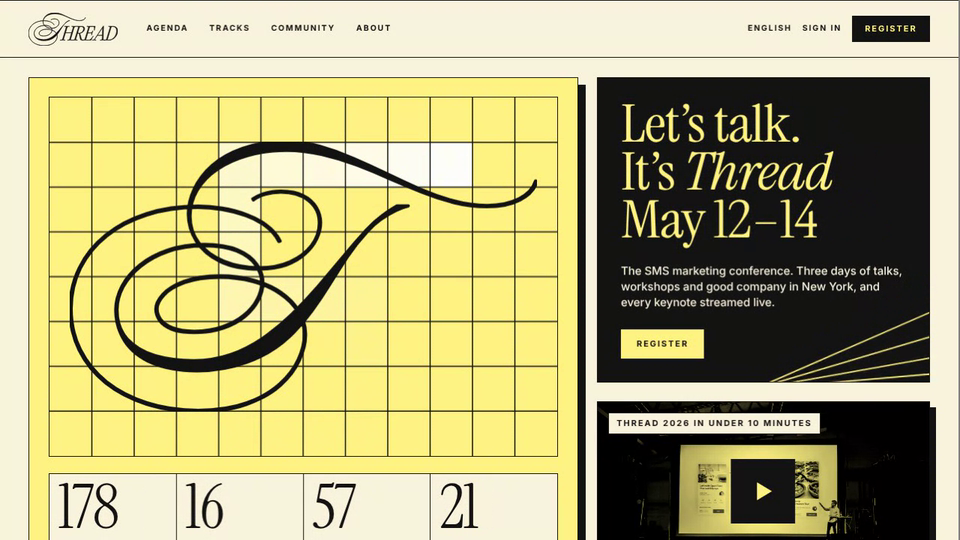 THREAD
AGENDA
TRACKS
COMMUNITY
ABOUT
ENGLISH
SIGN IN
REGISTER
T
178
16
57
21
Let’s talk.
It’s Thread
May 12–14
The SMS marketing conference. Three days of talks,
workshops and good company in New York, and
every keynote streamed live.
REGISTER
THREAD 2026 IN UNDER 10 MINUTES